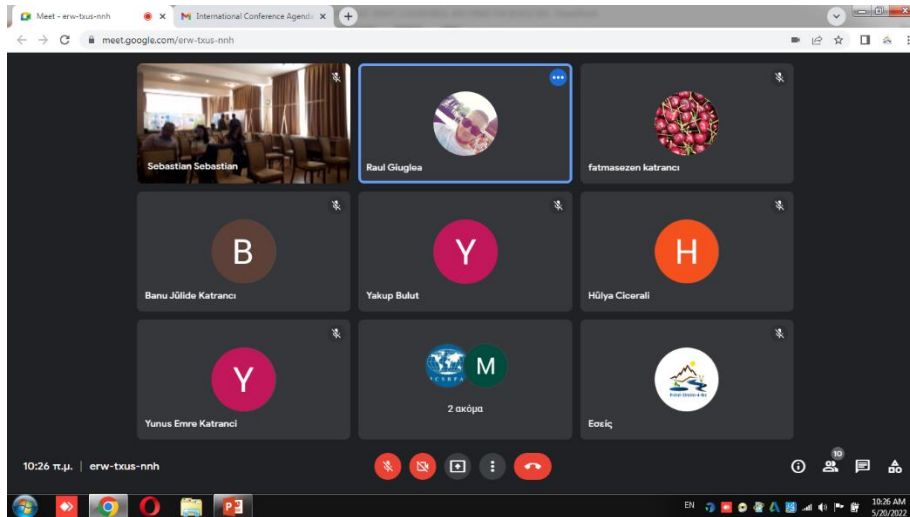 Meet - erw-txus-nnh
International Conference Agenda
meet.google.com/erw-txus-nnh
Sebastian Sebastian
Raul Giuglea
fatmasezen katrancı
B
Banu Jülide Katrancı
Y
Yakup Bulut
H
Hülya Cicerali
Y
Yunus Emre Katranci
M
2 ακόμα
Εσείς
10:26 π.μ. | erw-txus-nnh
10
EN
10:26 AM
5/20/2022